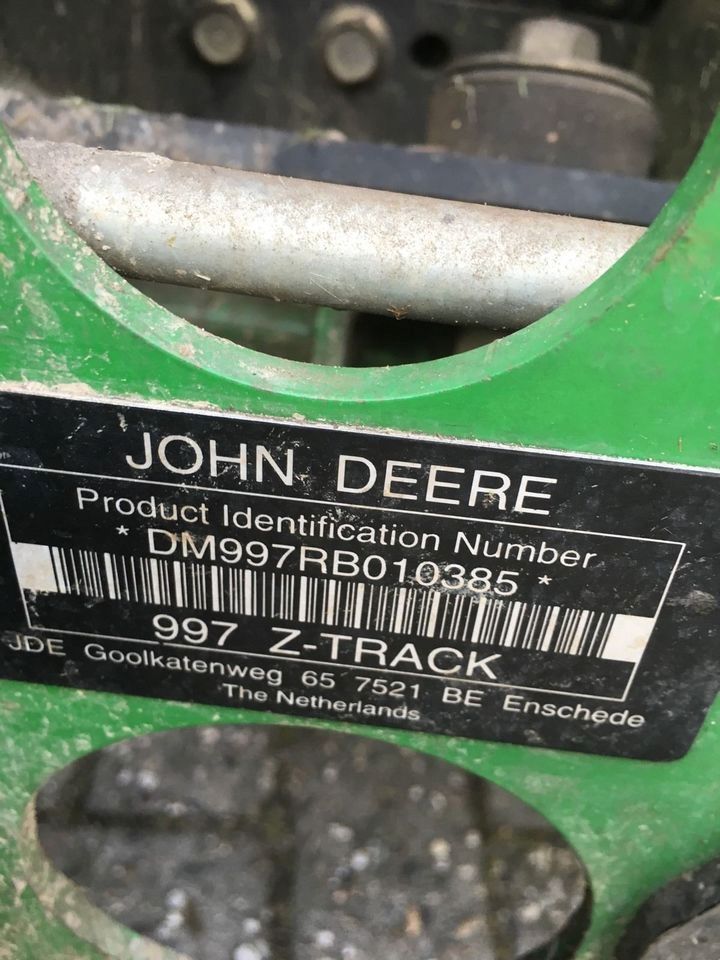 JOHN DEERE
Product Identification Number
* DM997RB010385 *
997 Z-TRACK
JDE Goolkatenweg 65 7521 BE Enschede
The Netherlands